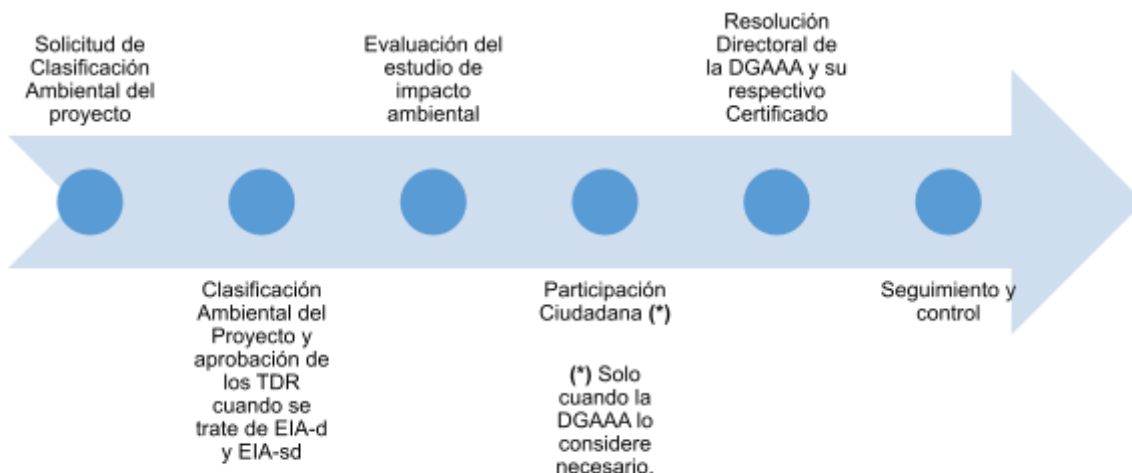 Solicitud de
Clasificación
Ambiental del
proyecto
Clasificación
Ambiental del
Proyecto y
aprobación de
los TDR
cuando se
trate de EIA-d
y EIA-sd
Evaluación del
estudio de
impacto
ambiental
Participación
Ciudadana (*)
(*) Solo
cuando la
DGAAA lo
considere
necesario.
Resolución
Directoral de
la DGAAA y su
respectivo
Certificado
Seguimiento y
control